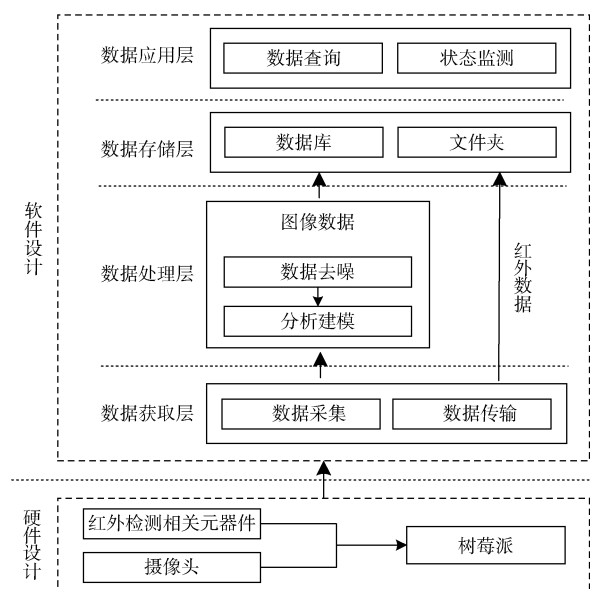 数据应用层
数据查询
状态监测
数据存储层
数据库
文件夹
软件设计
数据处理层
图像数据
数据去噪
分析建模
红外数据
数据获取层
数据采集
数据传输
硬件设计
红外检测相关元器件
摄像头
树莓派